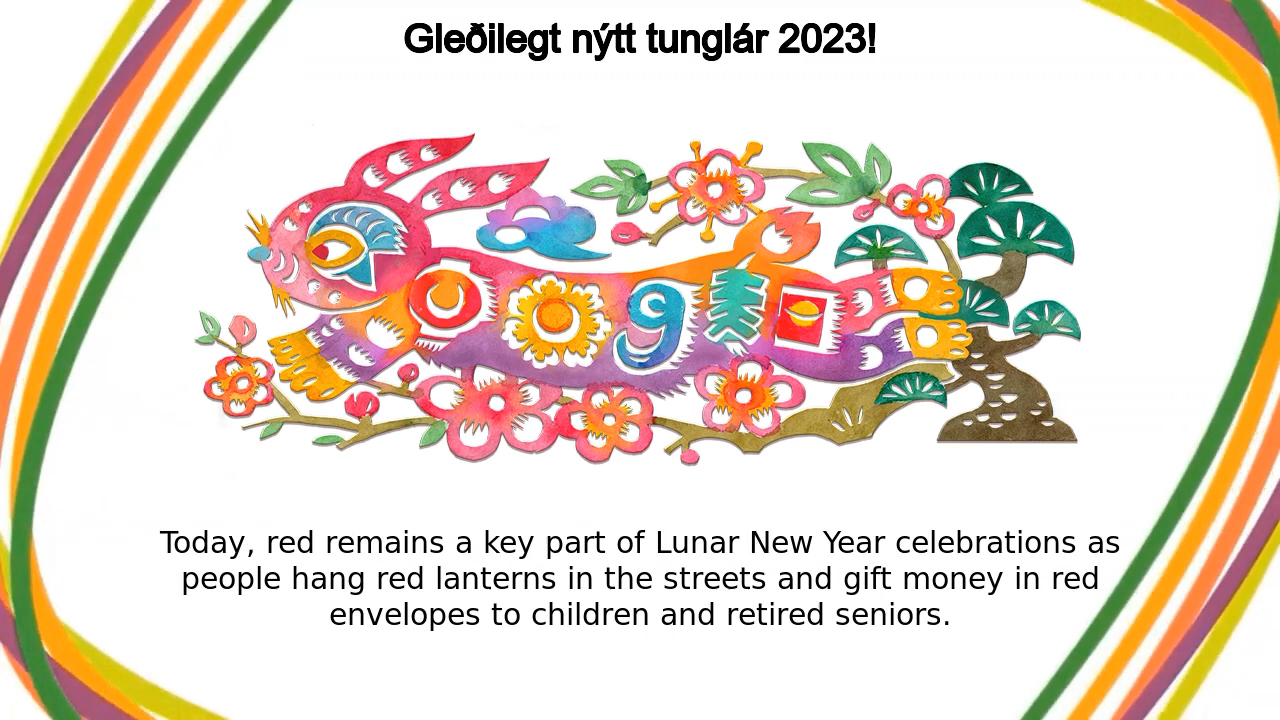 Gleðilegt nýtt tunglár 2023!
Today, red remains a key part of Lunar New Year celebrations as
people hang red lanterns in the streets and gift money in red
envelopes to children and retired seniors.